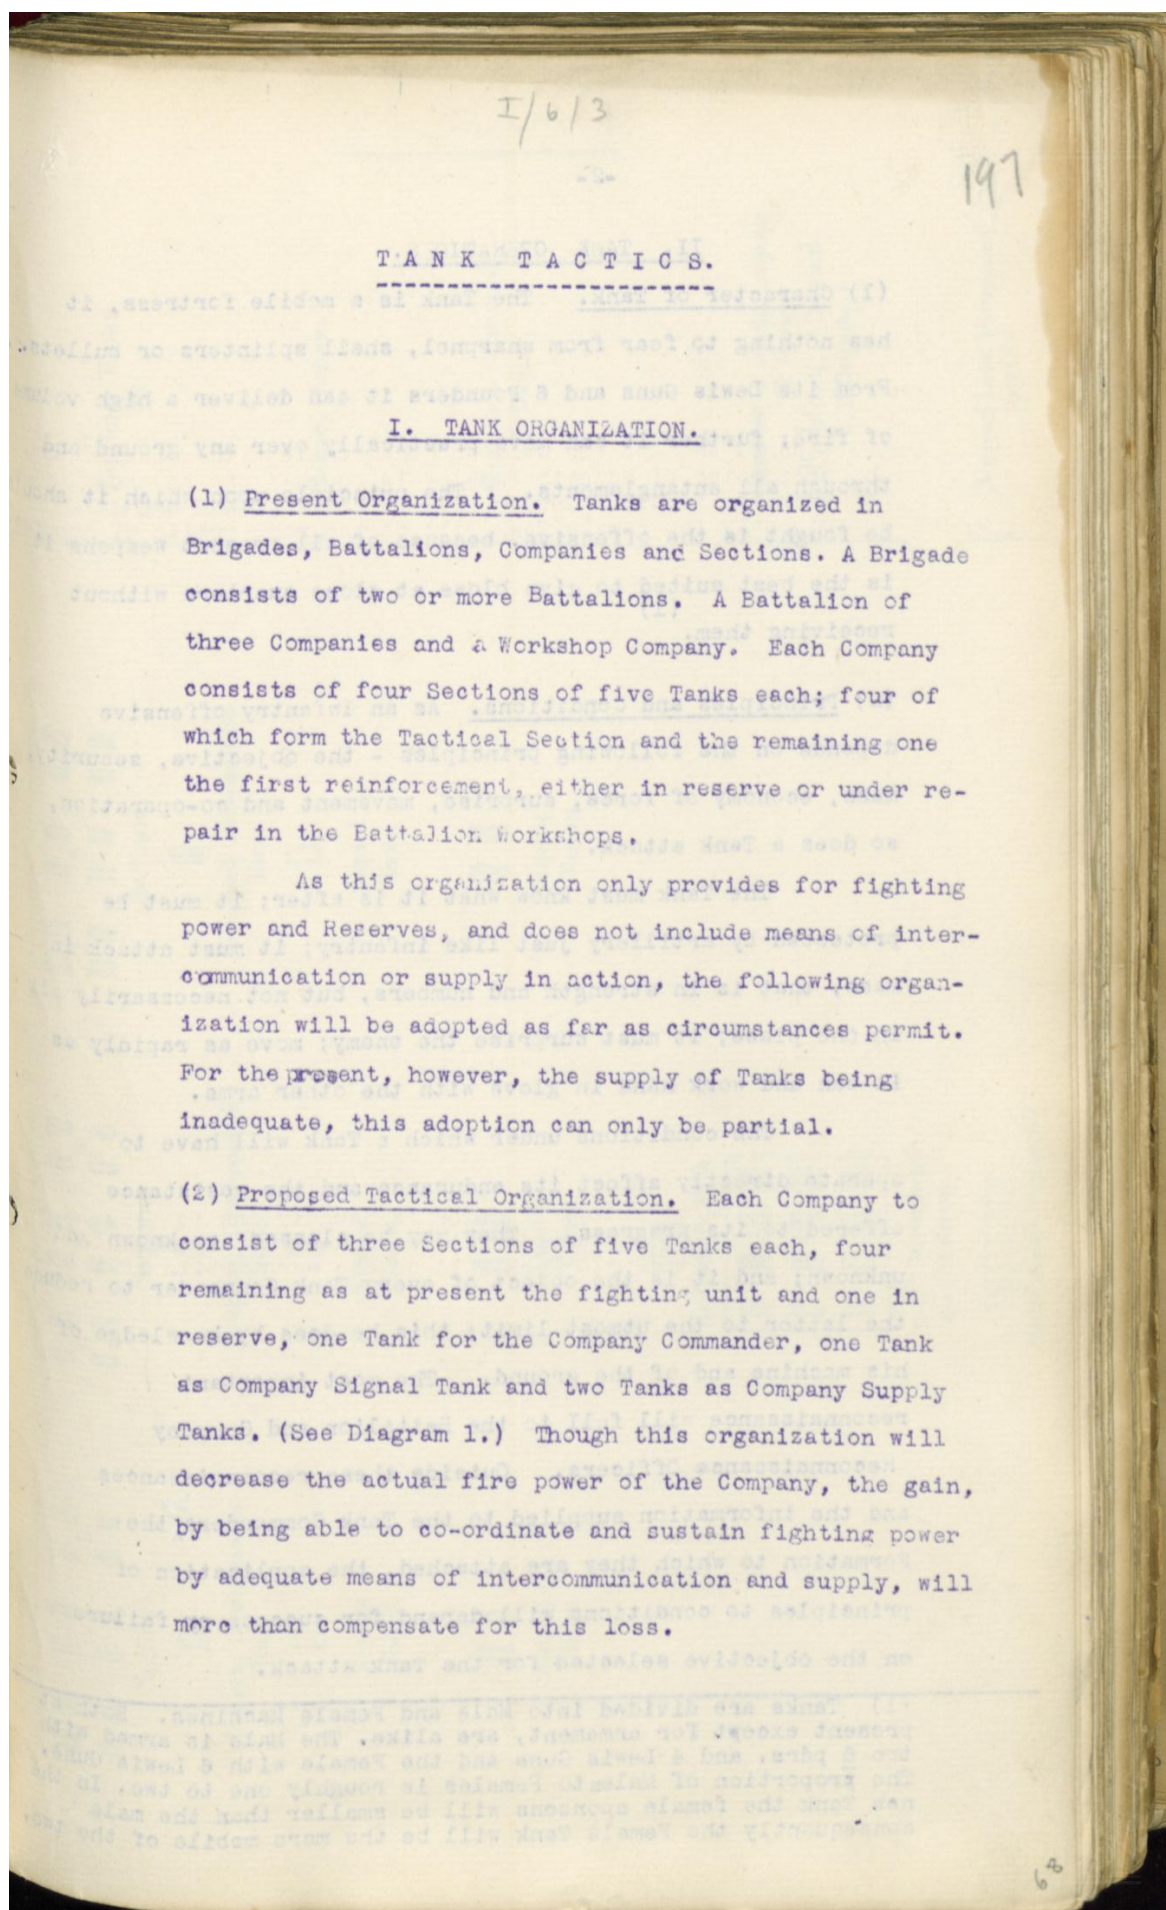 I/6/3
197
TANK TACTICS.
I. TANK ORGANIZATION.
(1) Present Organization. Tanks are organized in
Brigades, Battalions, Companies and Sections. A Brigade
consists of two or more Battalions. A Battalion of
three Companies and a Workshop Company. Each Company
consists of four Sections of five Tanks each; four of
which form the Tactical Section and the remaining one
the first reinforcement, either in reserve or under re-
pair in the Battalion Workshops.
As this organization only provides for fighting
power and Reserves, and does not include means of inter-
communication or supply in action, the following organ-
ization will be adopted as far as circumstances permit.
For the present, however, the supply of Tanks being
inadequate, this adoption can only be partial.
(2) Proposed Tactical Organization. Each Company to
consist of three Sections of five Tanks each, four
remaining as at present the fighting unit and one in
reserve, one Tank for the Company Commander, one Tank
as Company Signal Tank and two Tanks as Company Supply
Tanks. (See Diagram 1.) Though this organization will
decrease the actual fire power of the Company, the gain,
by being able to co-ordinate and sustain fighting power
by adequate means of intercommunication and supply, will
more than compensate for this loss.
68